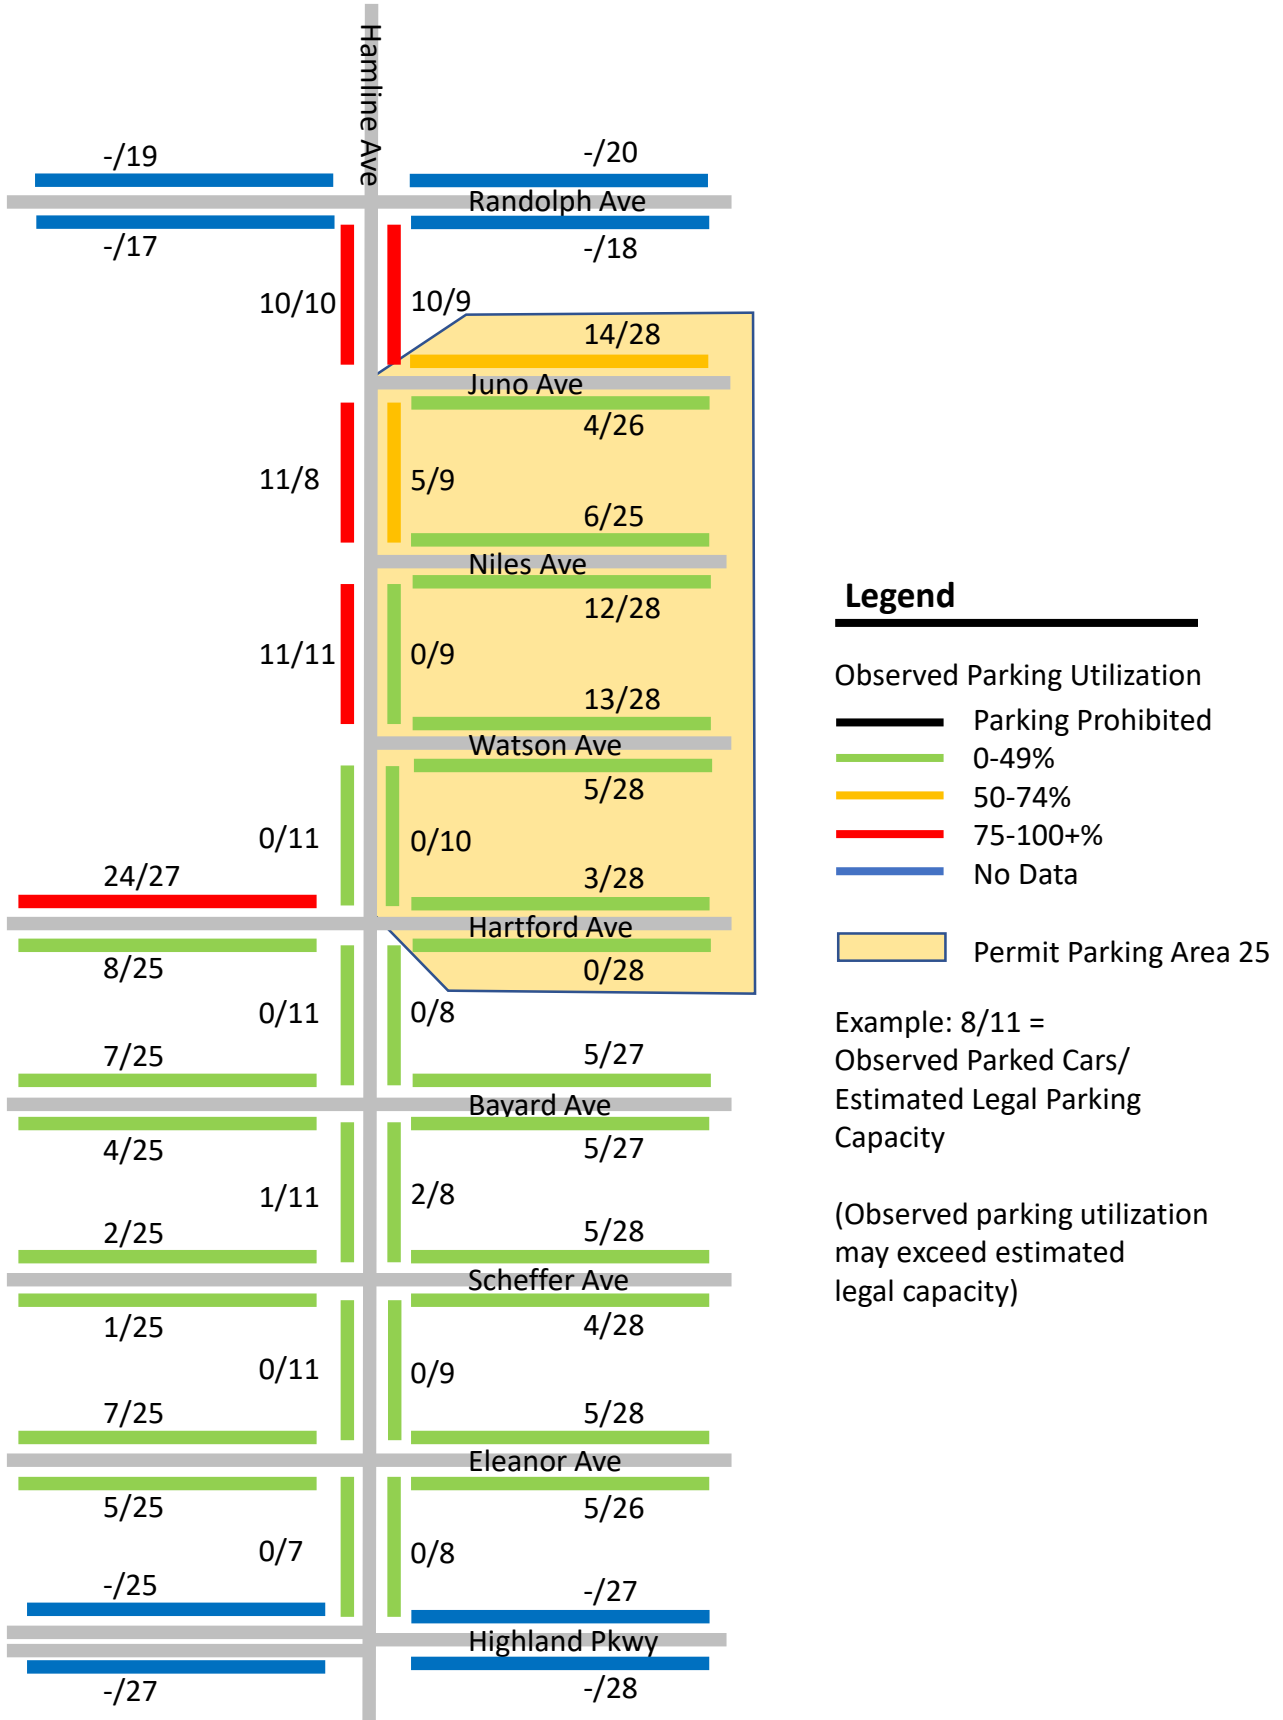 Hamline Ave
-/19
-/20
Randolph Ave
-/17
-/18
10/10
10/9
14/28
Juno Ave
4/26
11/8
5/9
6/25
Niles Ave
12/28
11/11
0/9
13/28
Watson Ave
5/28
0/11
0/10
24/27
3/28
Hartford Ave
8/25
0/28
0/11
0/8
7/25
5/27
Bayard Ave
4/25
5/27
1/11
2/8
2/25
5/28
Scheffer Ave
1/25
4/28
0/11
0/9
7/25
5/28
Eleanor Ave
5/25
5/26
0/7
0/8
-/25
-/27
Highland Pkwy
-/27
-/28
Legend
Observed Parking Utilization
Parking Prohibited
0-49%
50-74%
75-100+%
No Data
Permit Parking Area 25
Example: 8/11 =
Observed Parked Cars/
Estimated Legal Parking
Capacity
(Observed parking utilization
may exceed estimated
legal capacity)